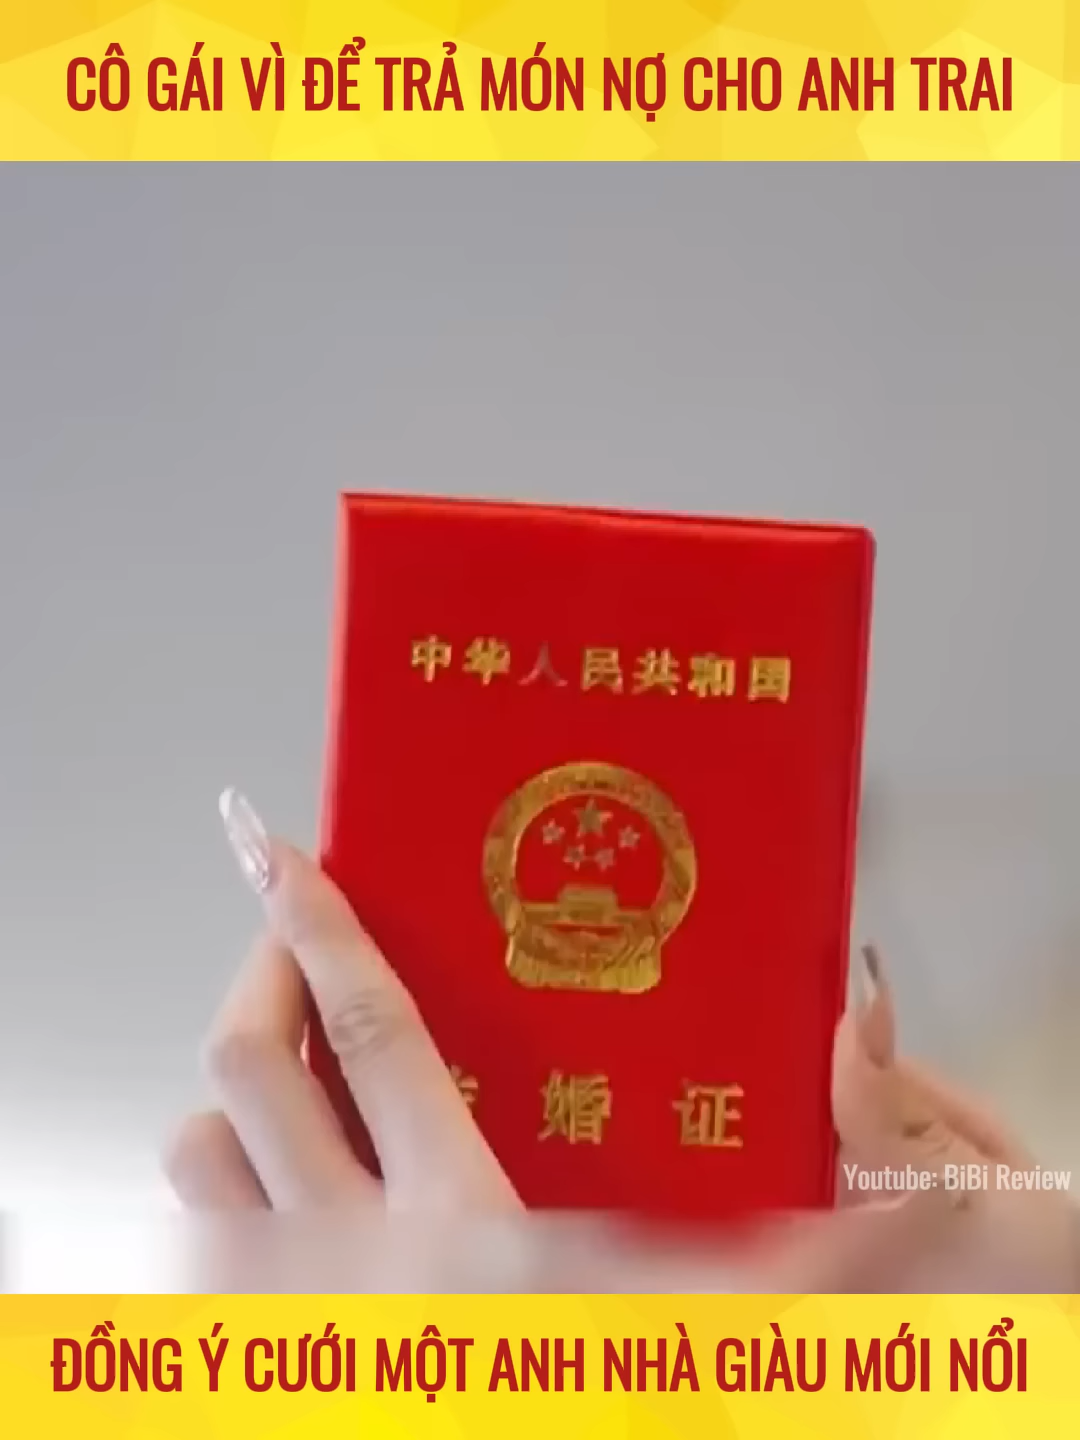 CÔ GÁI VÌ ĐỂ TRẢ MÓN NỢ CHO ANH TRAI
中华人民共和国
婚证
Youtube: BiBi Review
ĐỒNG Ý CƯỚI MỘT ANH NHÀ GIÀU MỚI NỔI